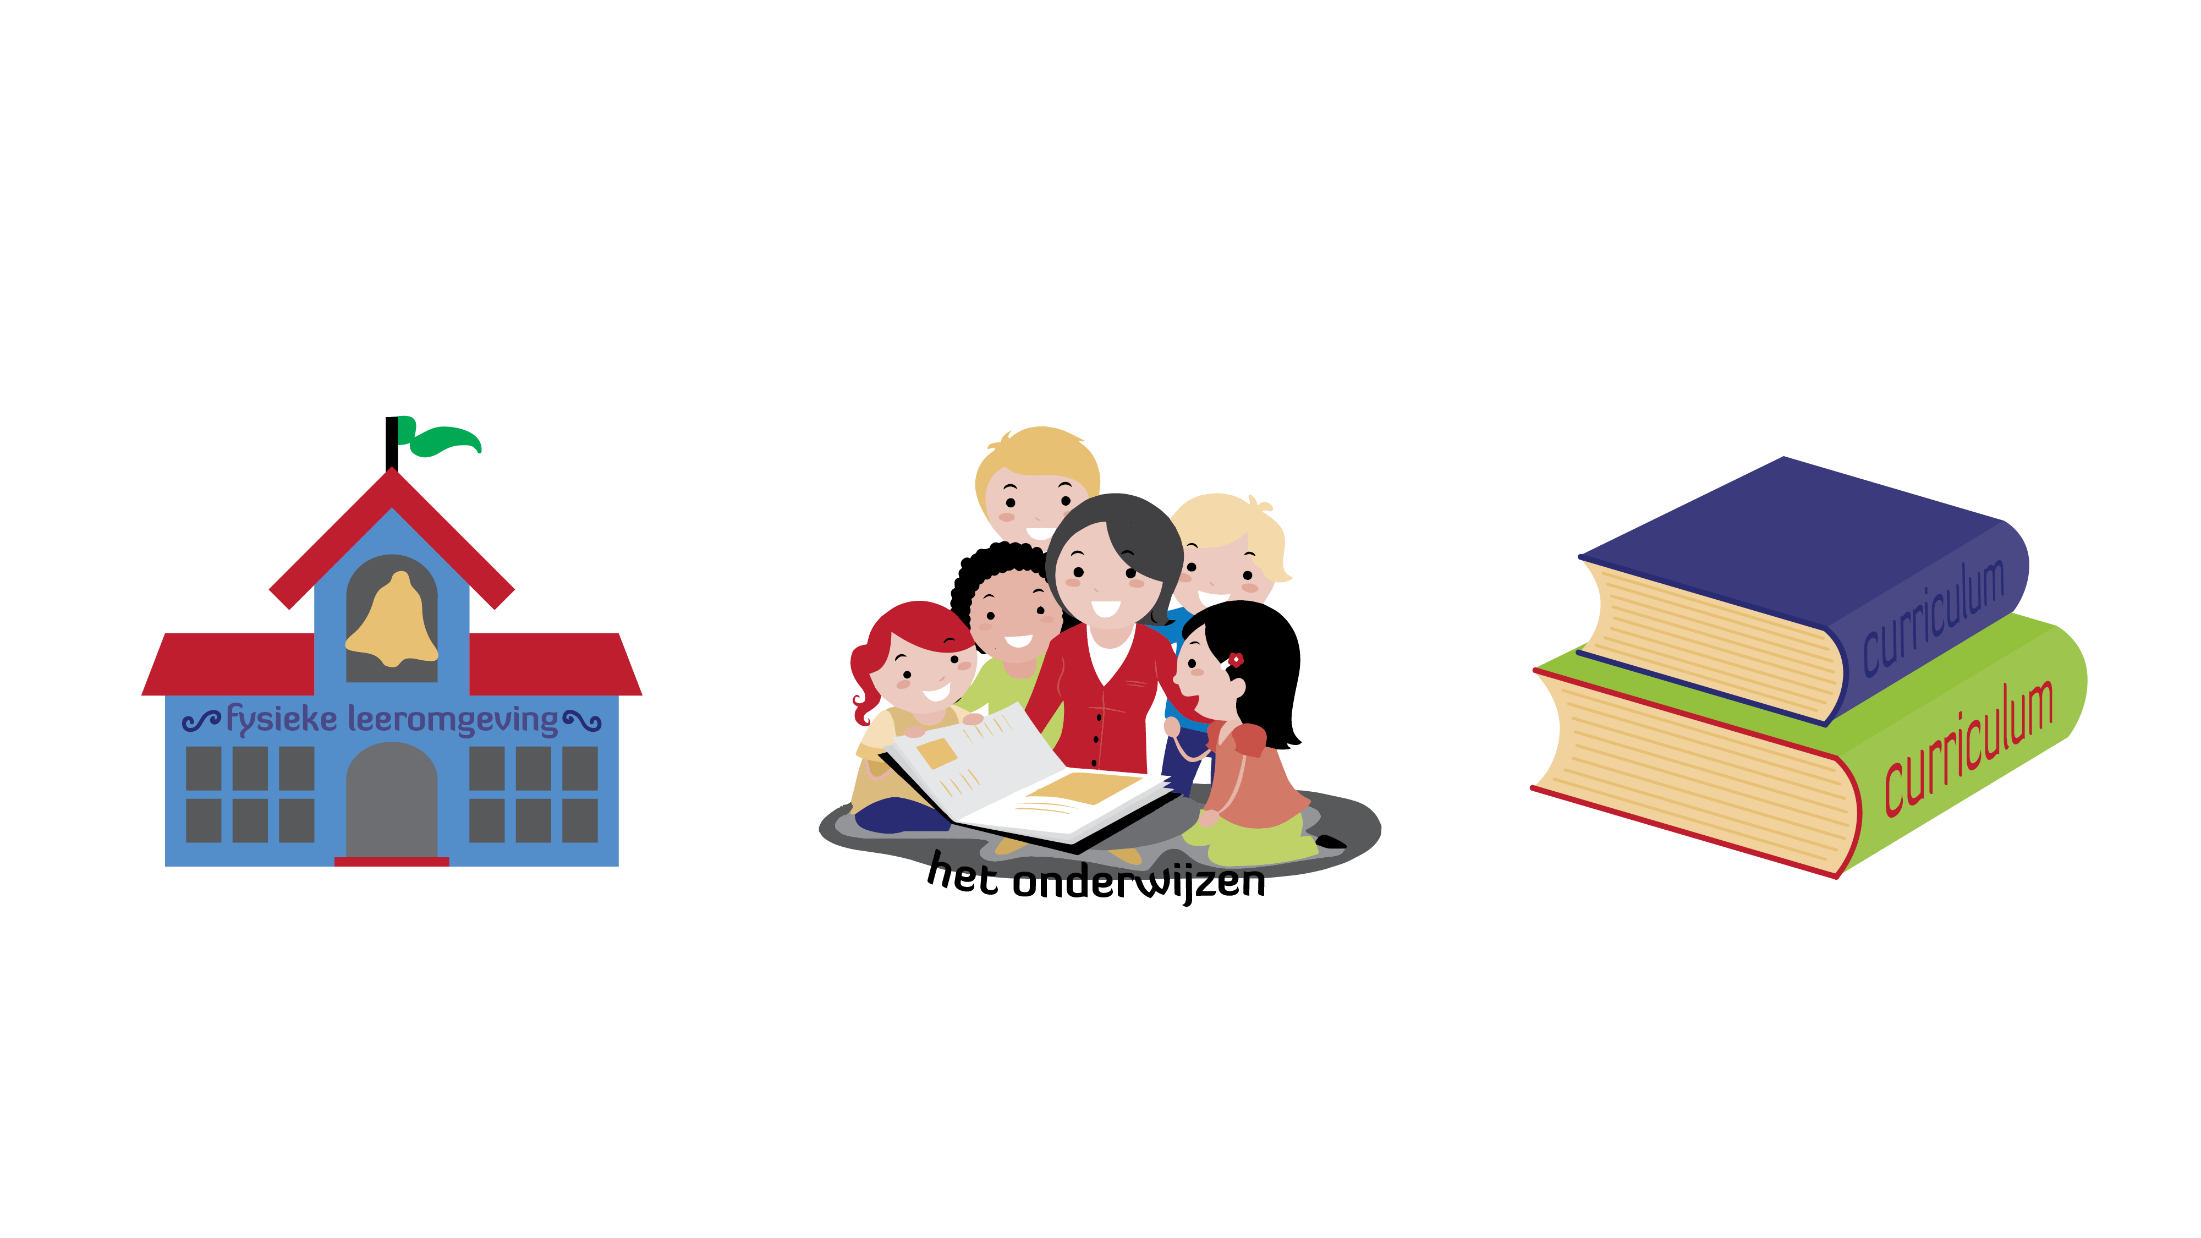 fysieke leeromgeving
het onderwijzen
curriculum
curriculum